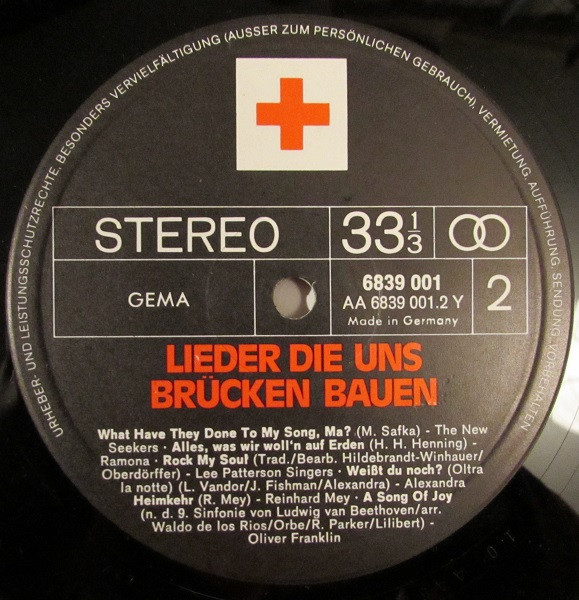 URHEBER- UND LEISTUNGSSCHUTZRECHTE, BESONDERS VERVIELFÄLTIGUNG (AUSSER ZUM PERSÖNLICHEN GEBRAUCH), VERMIETUNG, AUFFÜHRUNG, SENDUNG VORBEHALTEN
STEREO
33 1/3
GEMA
6839 001
AA 6839 001.2 Y
Made in Germany
2
LIEDER DIE UNS
BRÜCKEN BAUEN
What Have They Done To My Song, Ma? (M. Safka) - The New
Seekers · Alles, was wir woll'n auf Erden (H. H. Henning) -
Ramona · Rock My Soul (Trad./Bearb. Hildebrandt-Winhauer/
Oberdörffer) - Lee Patterson Singers · Weißt du noch? (Oltra
la notte) (L. Vandor/J. Fishman/Alexandra) - Alexandra
Heimkehr (R. Mey) - Reinhard Mey · A Song Of Joy
(n. d. 9. Sinfonie von Ludwig van Beethoven/arr.
Waldo de los Rios/Orbe/R. Parker/Lilibert) -
Oliver Franklin